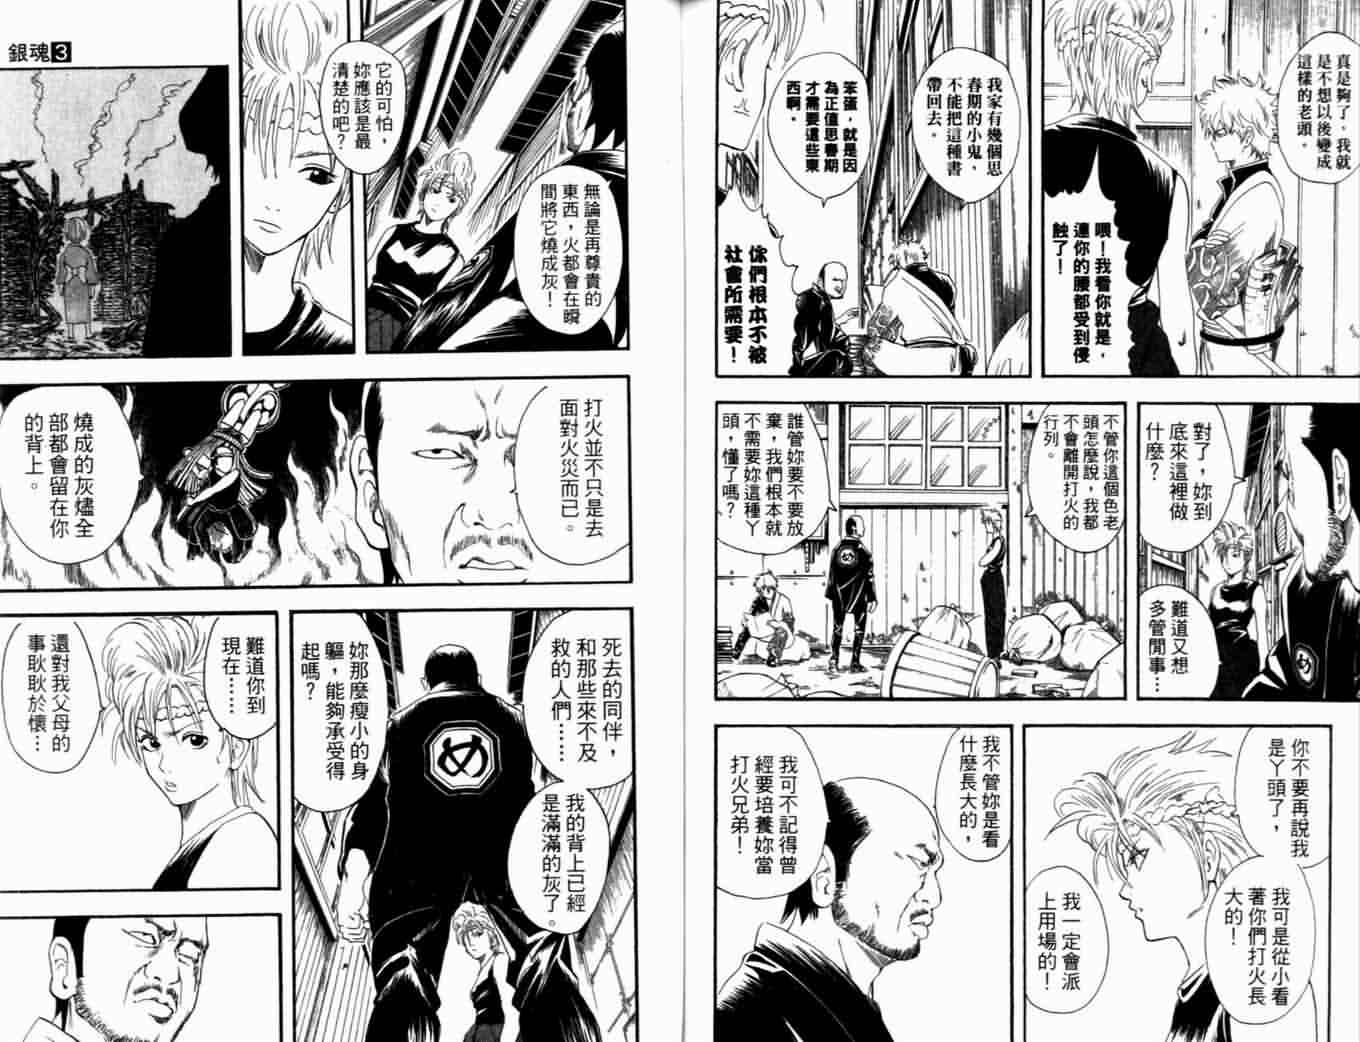 真是夠了，我就
是不想以後變成
這樣的老頭。
喂！我看你就是，
連你的腰都受到侵
蝕了！
我家有幾個思
春期的小鬼，
不能把這種書
帶回去。
笨蛋，就是因
為正值思春期
才需要這些東
西啊。
你們根本不被
社會所需要！
對了，妳到
底來這裡做
什麼？
難道又想
多管閒事…
不管你這個色老
頭怎麼說，我都
不會離開打火的
行列。
誰管妳要不要放
棄，我們根本就
不需要妳這種丫
頭，懂了嗎？
め
你不要再說我
是丫頭了，
我可是從小看
著你們打火長
大的！
我一定會派
上用場的！
我不管妳是看
什麼長大的，
我可不記得曾
經要培養妳當
打火兄弟！
銀魂3
無論是再尊貴的
東西，火都會在瞬
間將它燒成灰！
它的可怕，
妳應該是最
清楚的吧？
打火並不只是去
面對火災而已。
燒成的灰燼全
部都會留在你
的背上。
死去的同伴，
和那些來不及
救的人們……
我的背上已經
是滿滿的灰了。
め
妳那麼瘦小的身
軀，能夠承受得
起嗎？
難道你到
現在……
還對我父母的
事耿耿於懷…